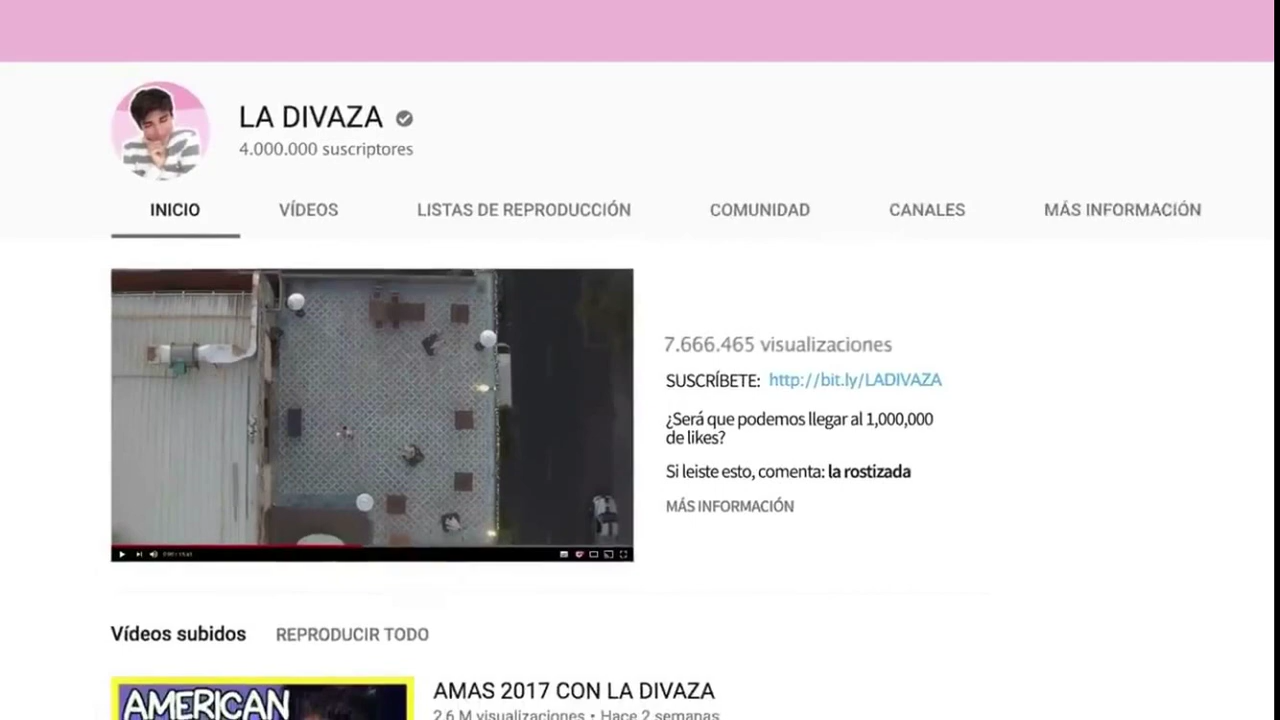 LA DIVAZA
4.000.000 suscriptores
INICIO
VÍDEOS
LISTAS DE REPRODUCCIÓN
COMUNIDAD
CANALES
MÁS INFORMACIÓN
7.666.465 visualizaciones
SUSCRÍBETE: http://bit.ly/LADIVAZA
¿Será que podemos llegar al 1,000,000
de likes?
Si leiste esto, comenta: la rostizada
MÁS INFORMACIÓN
Vídeos subidos
REPRODUCIR TODO
AMERICAN
AMAS 2017 CON LA DIVAZA
2,6 M visualizaciones • Hace 2 semanas